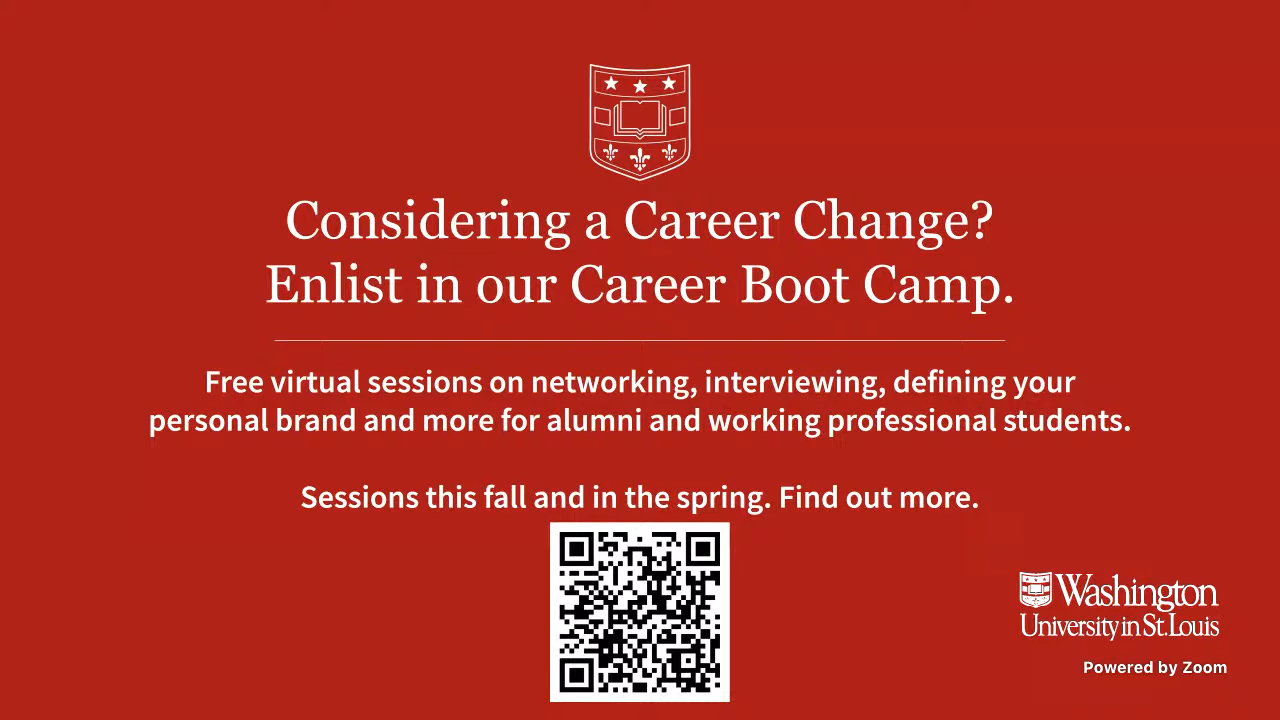 Considering a Career Change?
Enlist in our Career Boot Camp.
Free virtual sessions on networking, interviewing, defining your
personal brand and more for alumni and working professional students.
Sessions this fall and in the spring. Find out more.
Washington
University in St. Louis
Powered by Zoom